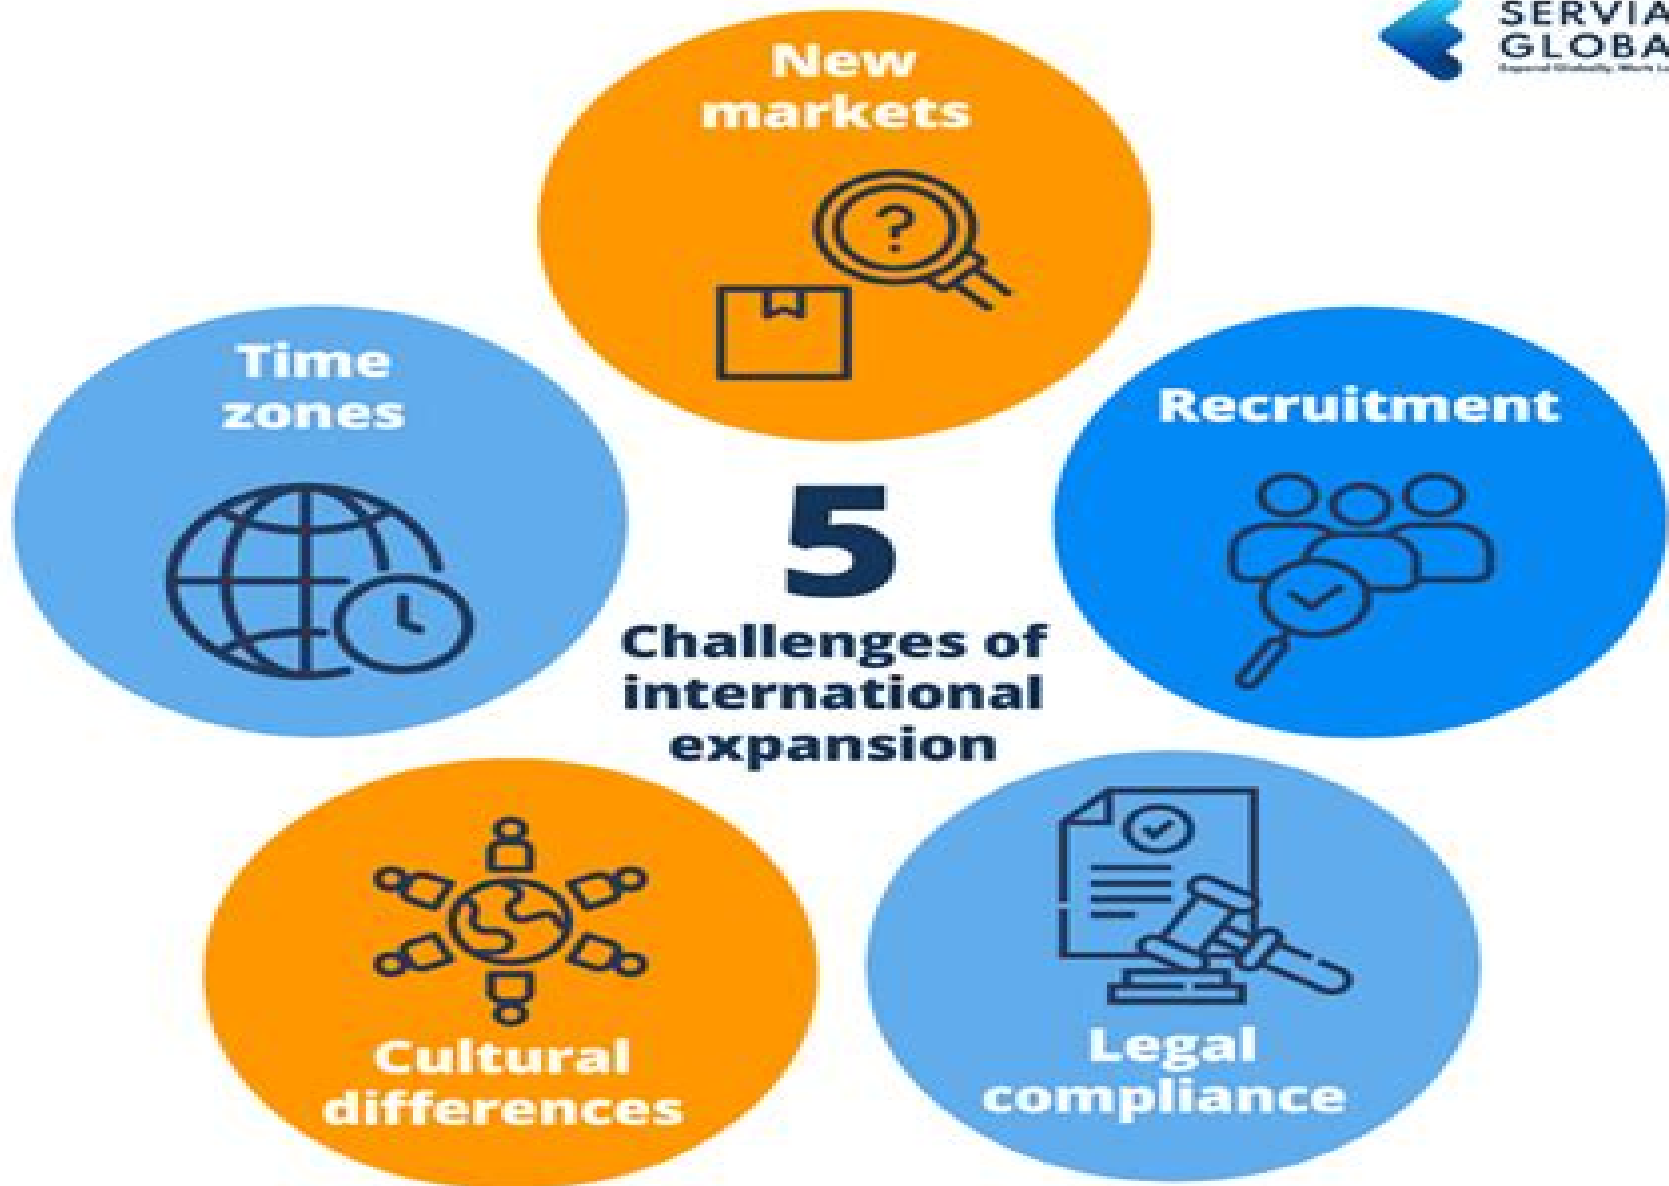 SERVIA
GLOBA
New
markets
?
Time
zones
Recruitment
5
Challenges of
international
expansion
Cultural
differences
Legal
compliance